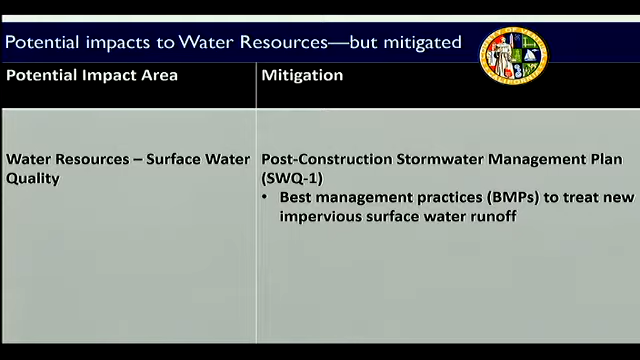 Potential impacts to Water Resources—but mitigated
Potential Impact Area
Mitigation
Water Resources – Surface Water
Quality
Post-Construction Stormwater Management Plan
(SWQ-1)
• Best management practices (BMPs) to treat new
impervious surface water runoff